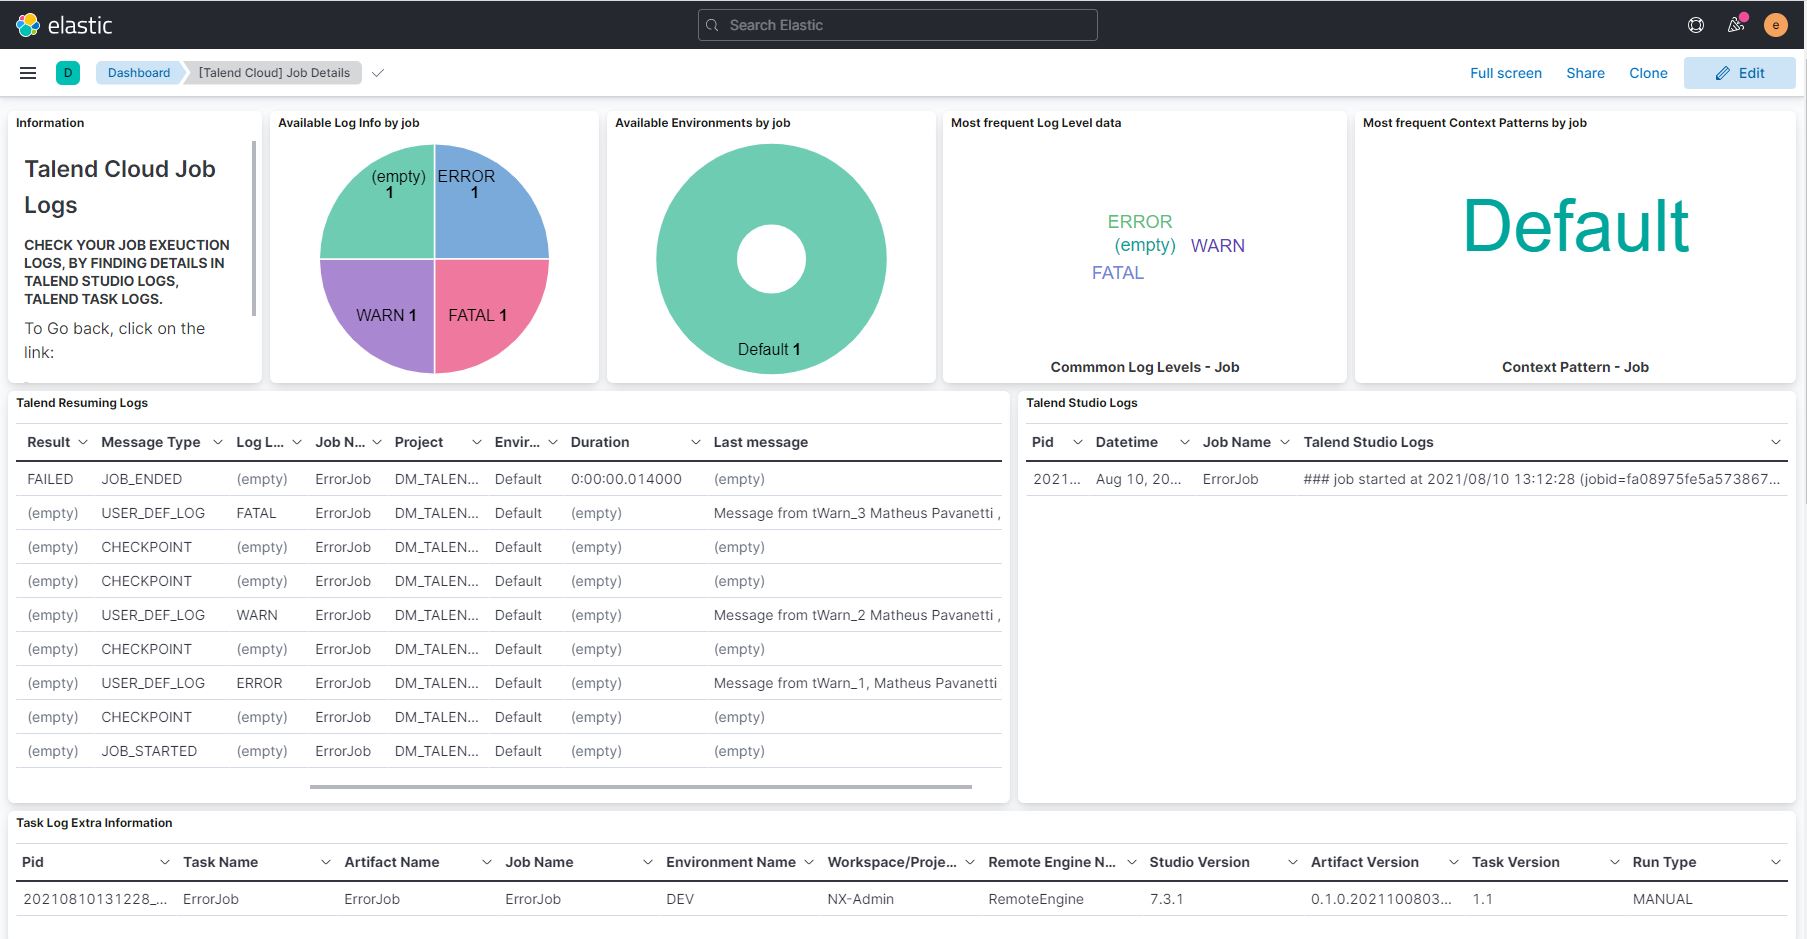 elastic
Search Elastic
e
D
Dashboard
[Talend Cloud] Job Details
Full screen
Share
Clone
Edit
Information
Talend Cloud Job
Logs
CHECK YOUR JOB EXEUCTION
LOGS, BY FINDING DETAILS IN
TALEND STUDIO LOGS,
TALEND TASK LOGS.
To Go back, click on the
link:
Available Log Info by job
(empty)
1
ERROR
1
WARN 1
FATAL 1
Available Environments by job
Default 1
Most frequent Log Level data
ERROR
(empty)
WARN
FATAL
Commmon Log Levels - Job
Most frequent Context Patterns by job
Default
Context Pattern - Job
Talend Resuming Logs
Result Message Type Log L... Job N... Project Envir... Duration Last message
FAILED JOB_ENDED (empty) ErrorJob DM_TALEN... Default 0:00:00.014000 (empty)
(empty) USER_DEF_LOG FATAL ErrorJob DM_TALEN... Default (empty) Message from tWarn_3 Matheus Pavanetti ,
(empty) CHECKPOINT (empty) ErrorJob DM_TALEN... Default (empty) (empty)
(empty) CHECKPOINT (empty) ErrorJob DM_TALEN... Default (empty) (empty)
(empty) USER_DEF_LOG WARN ErrorJob DM_TALEN... Default (empty) Message from tWarn_2 Matheus Pavanetti ,
(empty) CHECKPOINT (empty) ErrorJob DM_TALEN... Default (empty) (empty)
(empty) USER_DEF_LOG ERROR ErrorJob DM_TALEN... Default (empty) Message from tWarn_1, Matheus Pavanetti
(empty) CHECKPOINT (empty) ErrorJob DM_TALEN... Default (empty) (empty)
(empty) JOB_STARTED (empty) ErrorJob DM_TALEN... Default (empty) (empty)
Talend Studio Logs
Pid Datetime Job Name Talend Studio Logs
2021... Aug 10, 20... ErrorJob ### job started at 2021/08/10 13:12:28 (jobid=fa08975fe5a573867...
Task Log Extra Information
Pid Task Name Artifact Name Job Name Environment Name Workspace/Proje... Remote Engine N... Studio Version Artifact Version Task Version Run Type
20210810131228_... ErrorJob ErrorJob ErrorJob DEV NX-Admin RemoteEngine 7.3.1 0.1.0.2021100803... 1.1 MANUAL